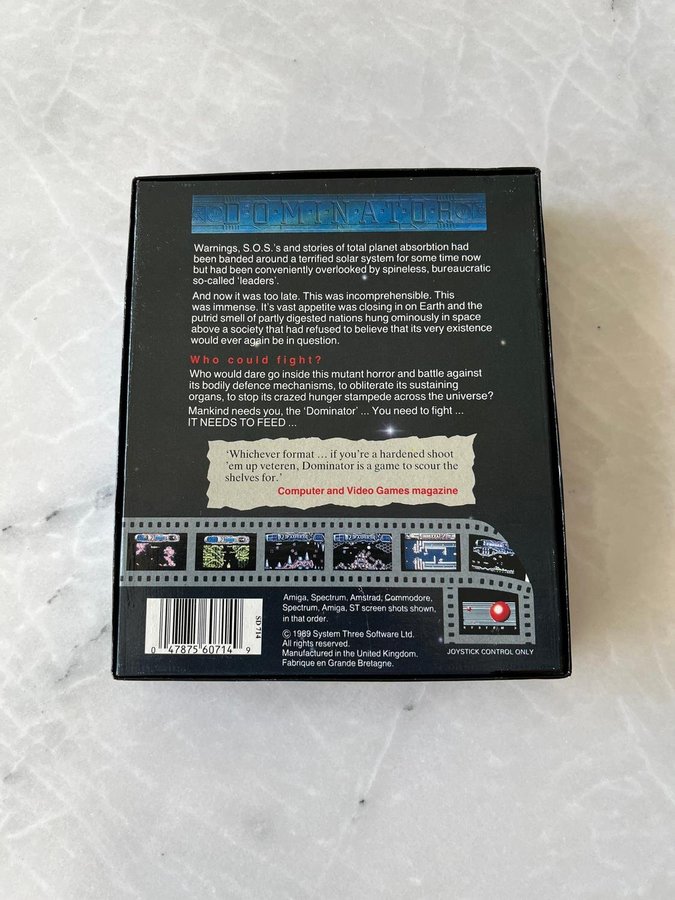 DOMINATOR
Warnings, S.O.S.'s and stories of total planet absorbtion had
been banded around a terrified solar system for some time now
but had been conveniently overlooked by spineless, bureaucratic
so-called 'leaders'.
And now it was too late. This was incomprehensible. This
was immense. It's vast appetite was closing in on Earth and the
putrid smell of partly digested nations hung ominously in space
above a society that had refused to believe that its very existence
would ever again be in question.
Who could fight?
Who would dare go inside this mutant horror and battle against
its bodily defence mechanisms, to obliterate its sustaining
organs, to stop its crazed hunger stampede across the universe?
Mankind needs you, the 'Dominator' ... You need to fight ...
IT NEEDS TO FEED ...
'Whichever format ... if you're a hardened shoot
'em up veteren, Dominator is a game to scour the
shelves for.'
Computer and Video Games magazine
Amiga, Spectrum, Amstrad, Commodore,
Spectrum, Amiga, ST screen shots shown,
in that order.
© 1989 System Three Software Ltd.
All rights reserved.
Manufactured in the United Kingdom.
Fabrique en Grande Bretagne.
SD 714
0 47875 60714 9
SYSTEM 3
JOYSTICK CONTROL ONLY